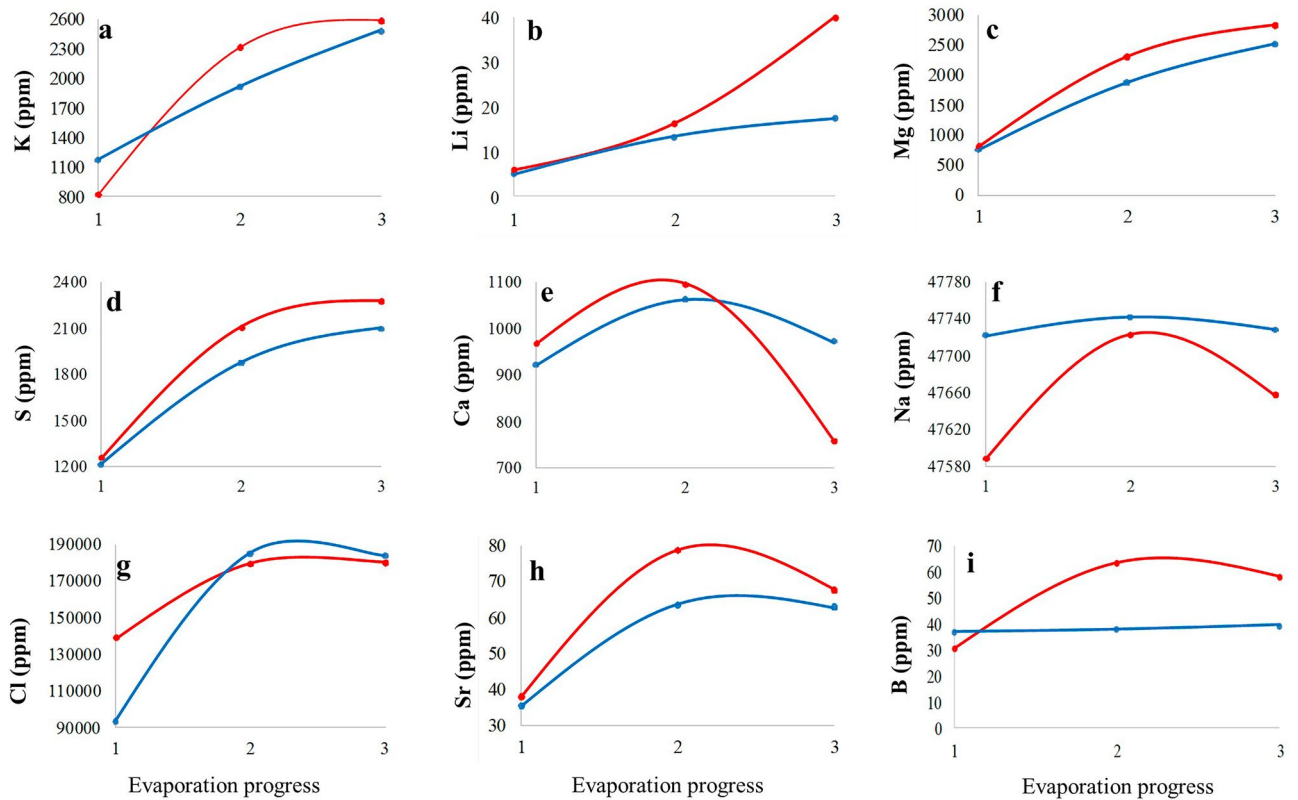 a
K (ppm)
2600
2300
2000
1700
1400
1100
800
1 2 3
b
Li (ppm)
40
30
20
10
0
1 2 3
c
Mg (ppm)
3000
2500
2000
1500
1000
500
0
1 2 3
d
S (ppm)
2400
2100
1800
1500
1200
1 2 3
e
Ca (ppm)
1100
1000
900
800
700
1 2 3
f
Na (ppm)
47780
47740
47700
47660
47620
47580
1 2 3
g
Cl (ppm)
190000
170000
150000
130000
110000
90000
1 2 3
Evaporation progress
h
Sr (ppm)
80
70
60
50
40
30
1 2 3
Evaporation progress
i
B (ppm)
70
60
50
40
30
20
10
0
1 2 3
Evaporation progress